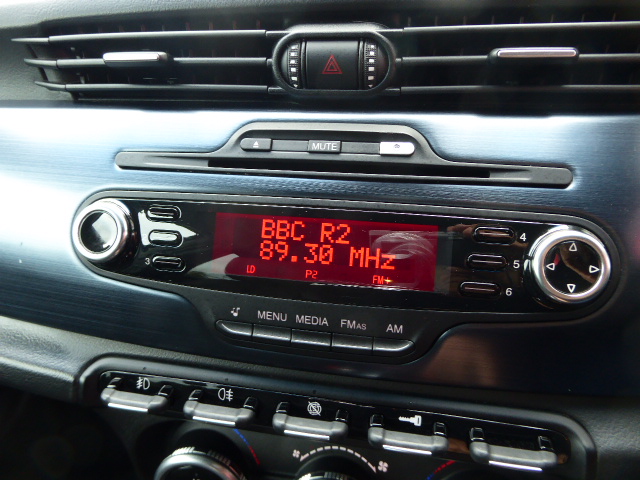 MUTE
BBC R2
89.30 MHz
LD P2 FM+
3
4
5
6
MENU MEDIA FMAS AM